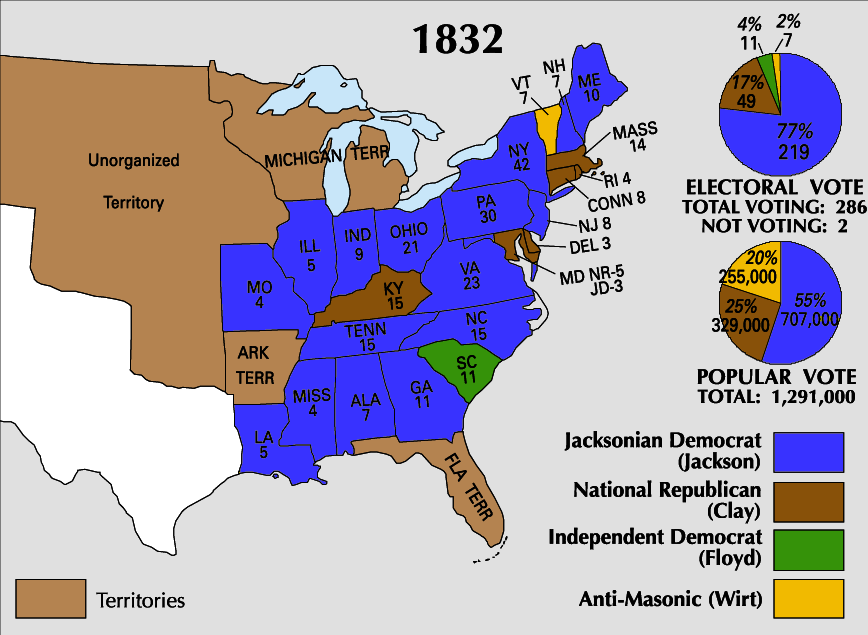 1832
Unorganized
Territory
MICHIGAN TERR
VT
7
NH
7
ME
10
MASS
14
NY
42
RI 4
CONN 8
PA
30
NJ 8
DEL 3
MD NR-5
JD-3
OHIO
21
IND
9
ILL
5
MO
4
KY
15
VA
23
NC
15
TENN
15
ARK
TERR
SC
11
MISS
4
ALA
7
GA
11
LA
5
FLA TERR
4%
11
2%
7
17%
49
77%
219
ELECTORAL VOTE
TOTAL VOTING: 286
NOT VOTING: 2
20%
255,000
25%
329,000
55%
707,000
POPULAR VOTE
TOTAL: 1,291,000
Jacksonian Democrat
(Jackson)
National Republican
(Clay)
Independent Democrat
(Floyd)
Anti-Masonic (Wirt)
Territories